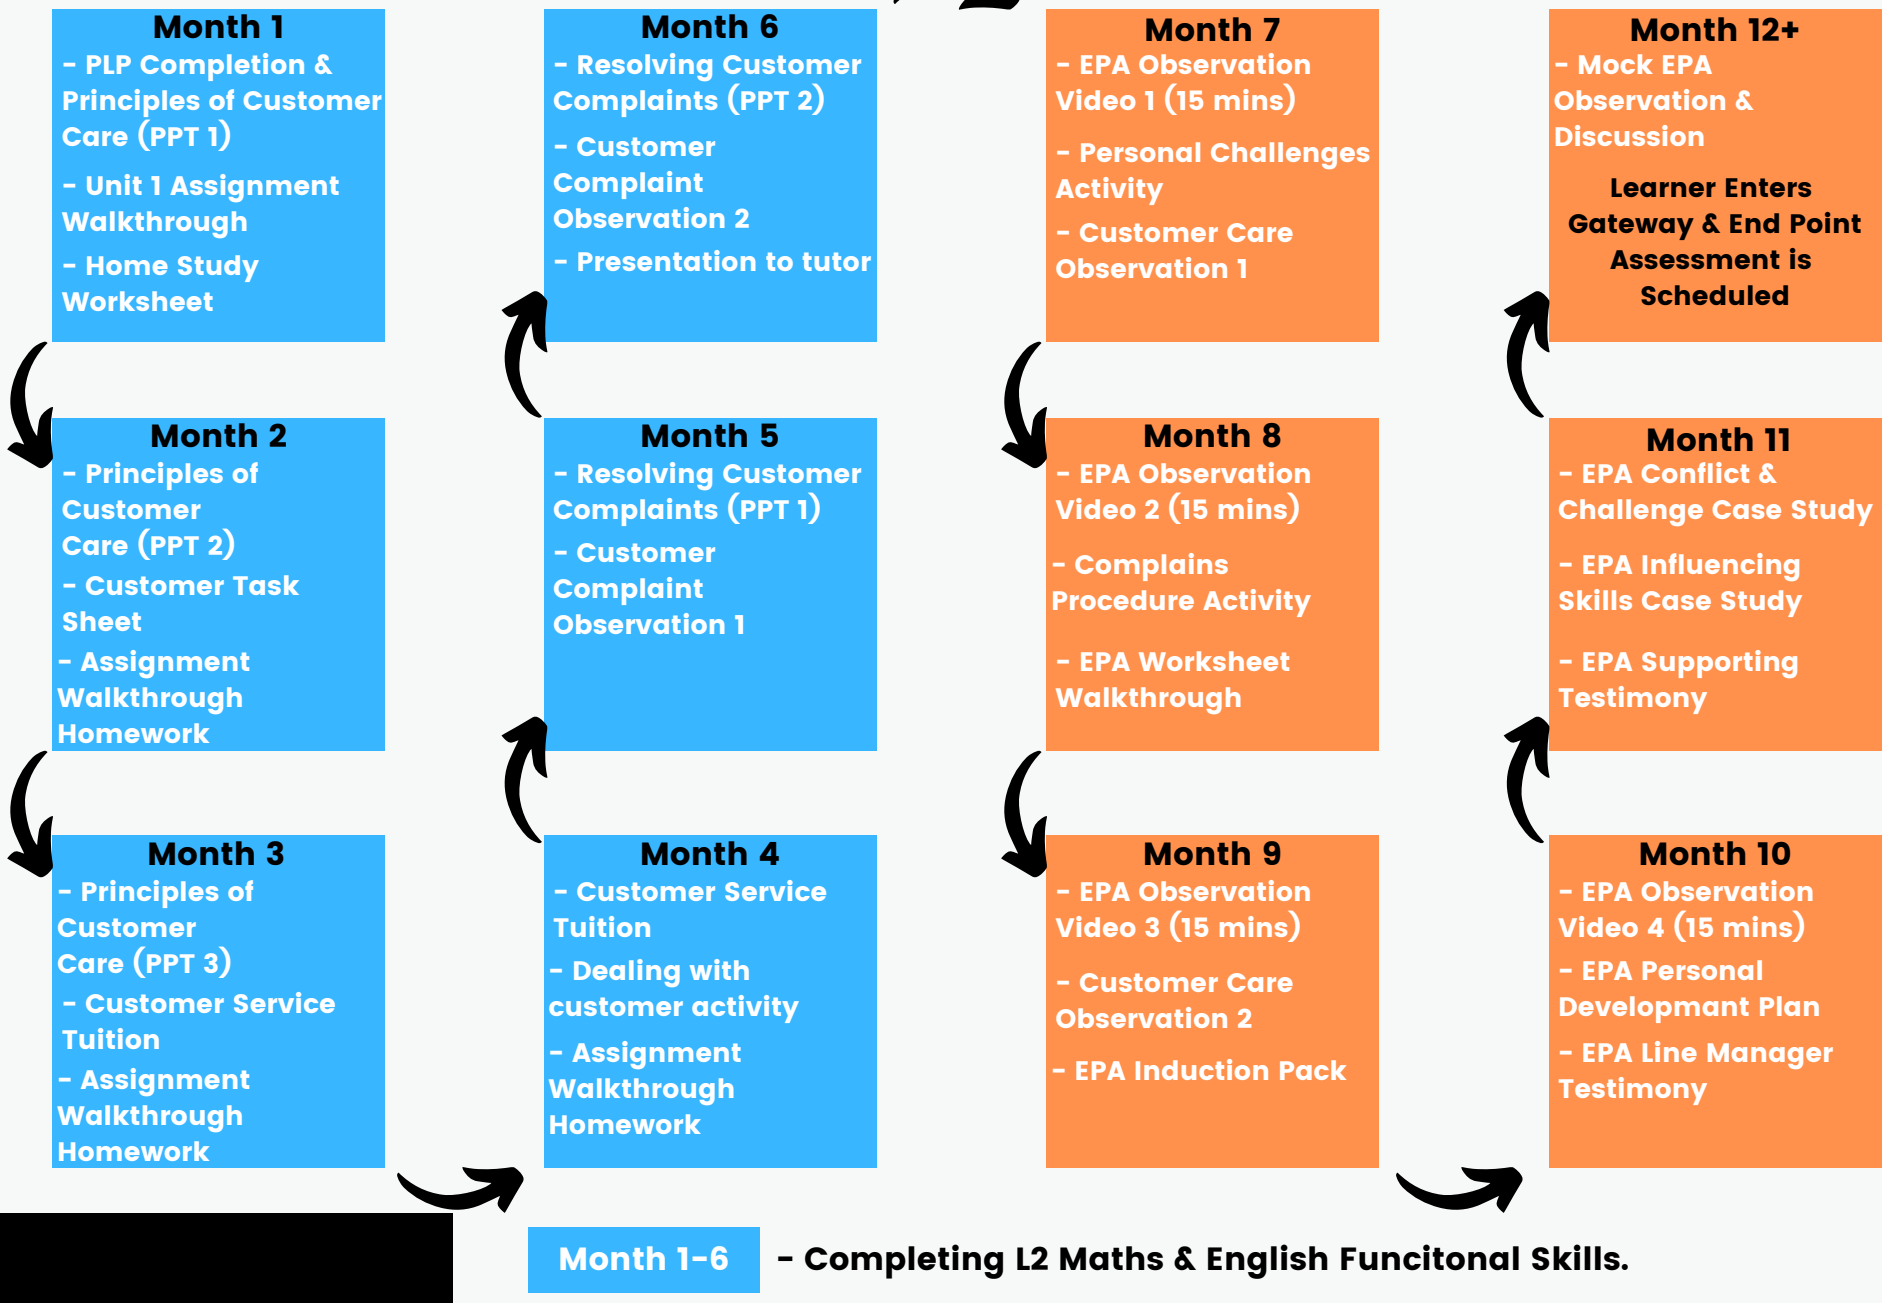 Month 1
- PLP Completion &
Principles of Customer
Care (PPT 1)
- Unit 1 Assignment
Walkthrough
- Home Study
Worksheet
Month 2
- Principles of
Customer
Care (PPT 2)
- Customer Task
Sheet
- Assignment
Walkthrough
Homework
Month 3
- Principles of
Customer
Care (PPT 3)
- Customer Service
Tuition
- Assignment
Walkthrough
Homework
Month 4
- Customer Service
Tuition
- Dealing with
customer activity
- Assignment
Walkthrough
Homework
Month 5
- Resolving Customer
Complaints (PPT 1)
- Customer
Complaint
Observation 1
Month 6
- Resolving Customer
Complaints (PPT 2)
- Customer
Complaint
Observation 2
- Presentation to tutor
Month 7
- EPA Observation
Video 1 (15 mins)
- Personal Challenges
Activity
- Customer Care
Observation 1
Month 8
- EPA Observation
Video 2 (15 mins)
- Complains
Procedure Activity
- EPA Worksheet
Walkthrough
Month 9
- EPA Observation
Video 3 (15 mins)
- Customer Care
Observation 2
- EPA Induction Pack
Month 10
- EPA Observation
Video 4 (15 mins)
- EPA Personal
Developmant Plan
- EPA Line Manager
Testimony
Month 11
- EPA Conflict &
Challenge Case Study
- EPA Influencing
Skills Case Study
- EPA Supporting
Testimony
Month 12+
- Mock EPA
Observation &
Discussion
Learner Enters
Gateway & End Point
Assessment is
Scheduled
Month 1-6 - Completing L2 Maths & English Funcitonal Skills.